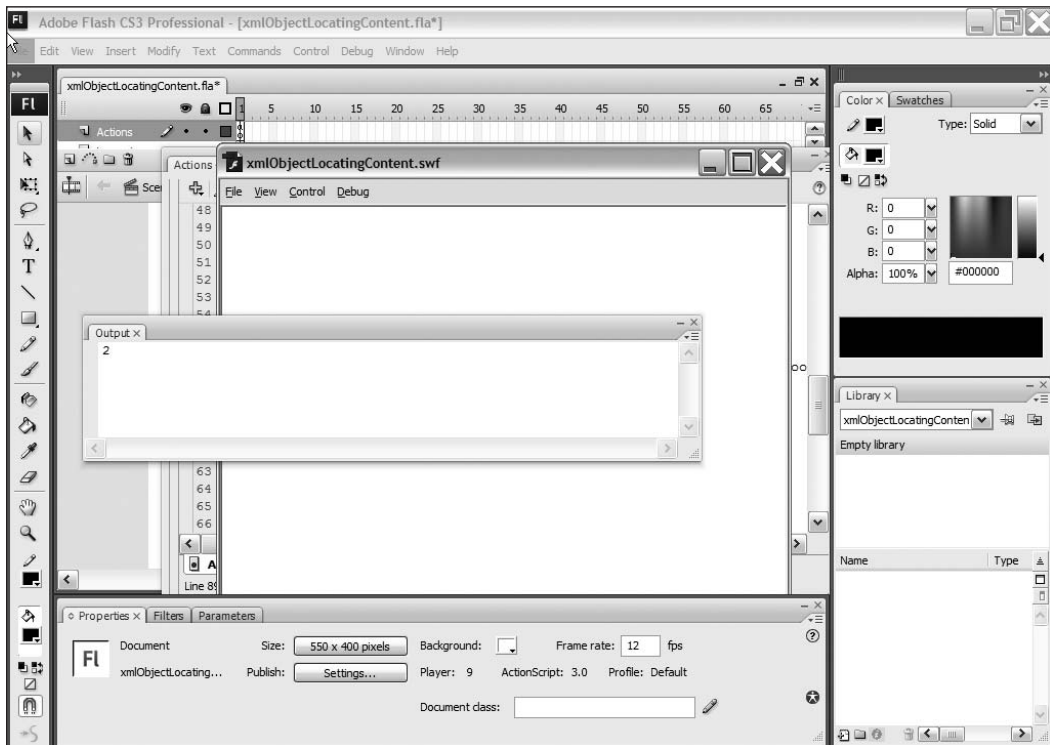 Fl Adobe Flash CS3 Professional - [xmlObjectLocatingContent.fla*]
Edit View Insert Modify Text Commands Control Debug Window Help
xmlObjectLocatingContent.fla*
Fl
1 5 10 15 20 25 30 35 40 45 50 55 60 65
Actions
Actions
Sce
xmlObjectLocatingContent.swf
File View Control Debug
48
49
50
51
52
53
54
Output
2
63
64
65
66
A
Line 89
Color Swatches
Type: Solid
R: 0
G: 0
B: 0
Alpha: 100% #000000
Library
xmlObjectLocatingConten
Empty library
Name Type
Properties Filters Parameters
Fl
Document Size: 550 x 400 pixels Background: Frame rate: 12 fps
xmlObjectLocating... Publish: Settings... Player: 9 ActionScript: 3.0 Profile: Default
Document class: